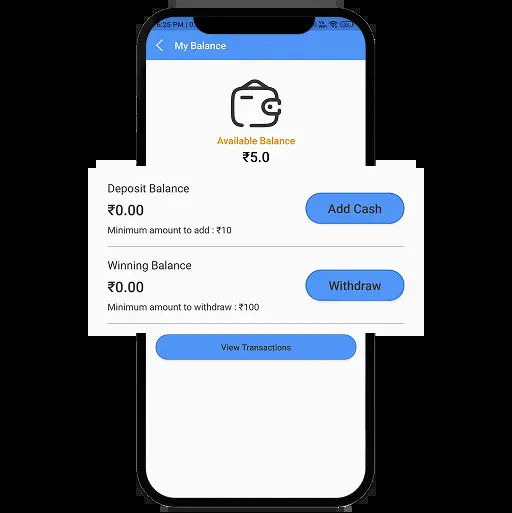 6:25 PM | 0.
My Balance
Available Balance
₹5.0
Deposit Balance
₹0.00
Add Cash
Minimum amount to add : ₹10
Winning Balance
₹0.00
Withdraw
Minimum amount to withdraw : ₹100
View Transactions